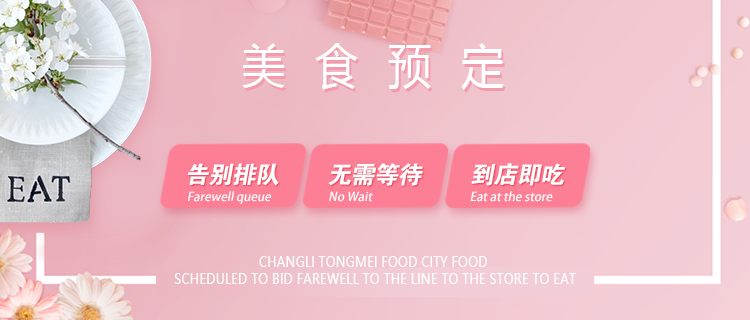 美食预定
告别排队
Farewell queue
无需等待
No Wait
到店即吃
Eat at the store
EAT
CHANGLI TONGMEI FOOD CITY FOOD
SCHEDULED TO BID FAREWELL TO THE LINE TO THE STORE TO EAT